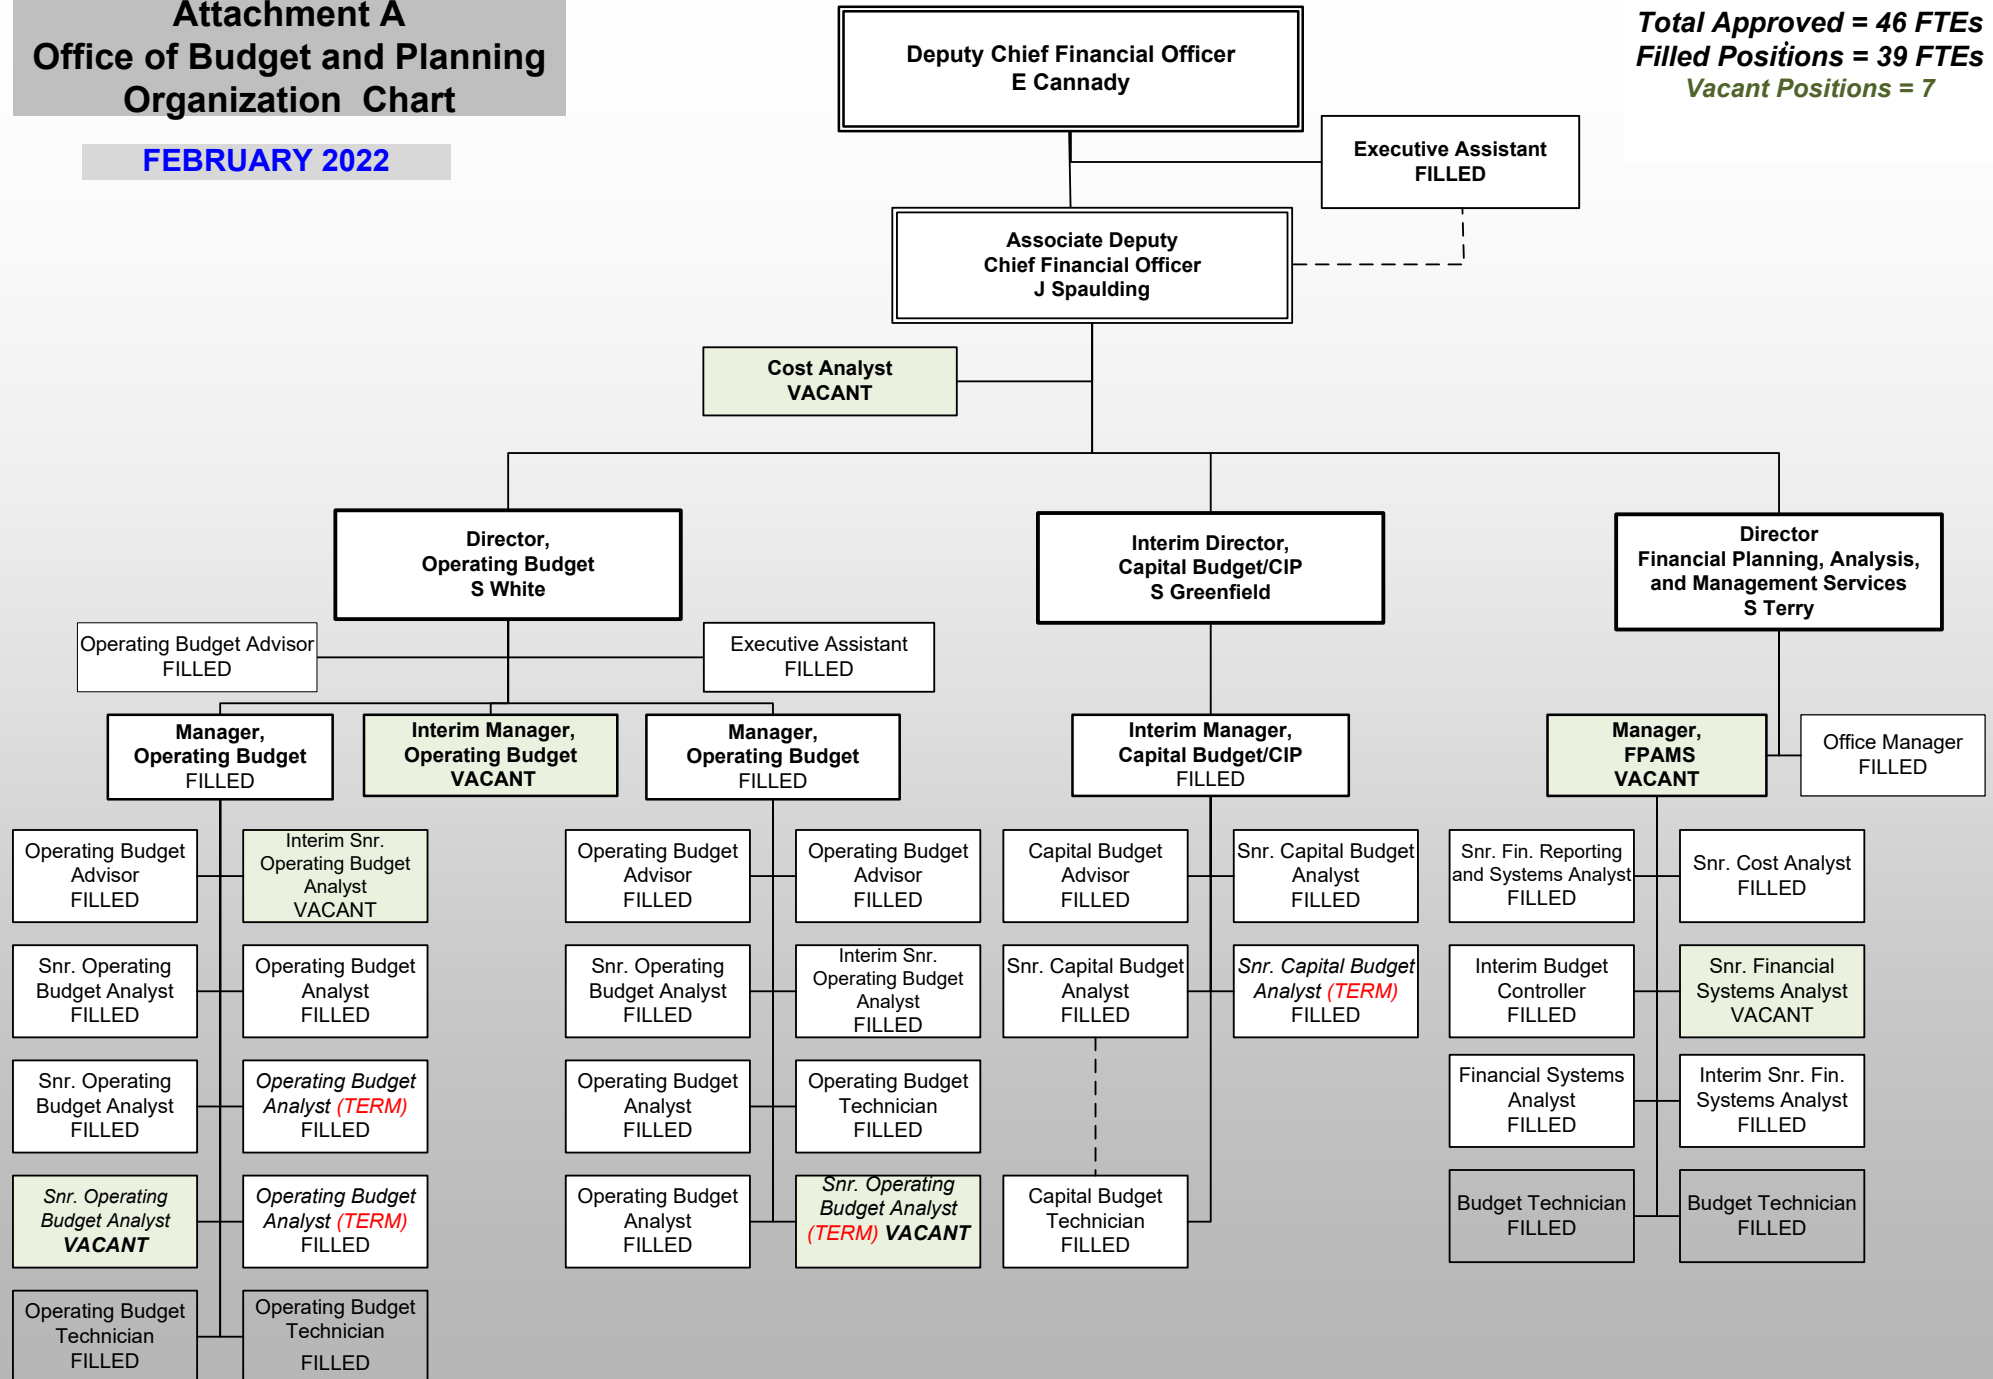 Attachment A
Office of Budget and Planning
Organization Chart
FEBRUARY 2022
Deputy Chief Financial Officer
E Cannady
Total Approved = 46 FTEs
Filled Positions = 39 FTEs
Vacant Positions = 7
Executive Assistant
FILLED
Associate Deputy
Chief Financial Officer
J Spaulding
Cost Analyst
VACANT
Director,
Operating Budget
S White
Interim Director,
Capital Budget/CIP
S Greenfield
Director
Financial Planning, Analysis,
and Management Services
S Terry
Operating Budget Advisor
FILLED
Executive Assistant
FILLED
Manager,
Operating Budget
FILLED
Interim Manager,
Operating Budget
VACANT
Manager,
Operating Budget
FILLED
Interim Manager,
Capital Budget/CIP
FILLED
Manager,
FPAMS
VACANT
Office Manager
FILLED
Operating Budget
Advisor
FILLED
Interim Snr.
Operating Budget
Analyst
VACANT
Operating Budget
Advisor
FILLED
Operating Budget
Advisor
FILLED
Capital Budget
Advisor
FILLED
Snr. Capital Budget
Analyst
FILLED
Snr. Fin. Reporting
and Systems Analyst
FILLED
Snr. Cost Analyst
FILLED
Snr. Operating
Budget Analyst
FILLED
Operating Budget
Analyst
FILLED
Snr. Operating
Budget Analyst
FILLED
Interim Snr.
Operating Budget
Analyst
FILLED
Snr. Capital Budget
Analyst
FILLED
Snr. Capital Budget
Analyst (TERM)
FILLED
Interim Budget
Controller
FILLED
Snr. Financial
Systems Analyst
VACANT
Snr. Operating
Budget Analyst
FILLED
Operating Budget
Analyst (TERM)
FILLED
Operating Budget
Analyst
FILLED
Operating Budget
Technician
FILLED
Financial Systems
Analyst
FILLED
Interim Snr. Fin.
Systems Analyst
FILLED
Snr. Operating
Budget Analyst
VACANT
Operating Budget
Analyst (TERM)
FILLED
Operating Budget
Analyst
FILLED
Snr. Operating
Budget Analyst
(TERM) VACANT
Capital Budget
Technician
FILLED
Budget Technician
FILLED
Budget Technician
FILLED
Operating Budget
Technician
FILLED
Operating Budget
Technician
FILLED